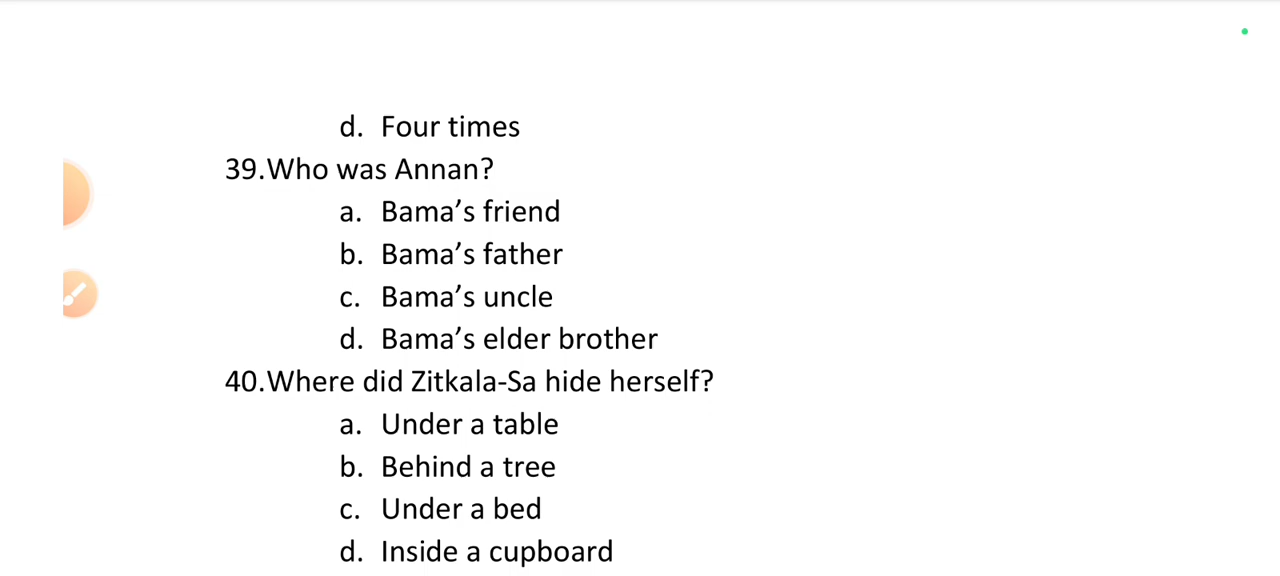 d. Four times
39.Who was Annan?
a. Bama’s friend
b. Bama’s father
c. Bama’s uncle
d. Bama’s elder brother
40.Where did Zitkala-Sa hide herself?
a. Under a table
b. Behind a tree
c. Under a bed
d. Inside a cupboard